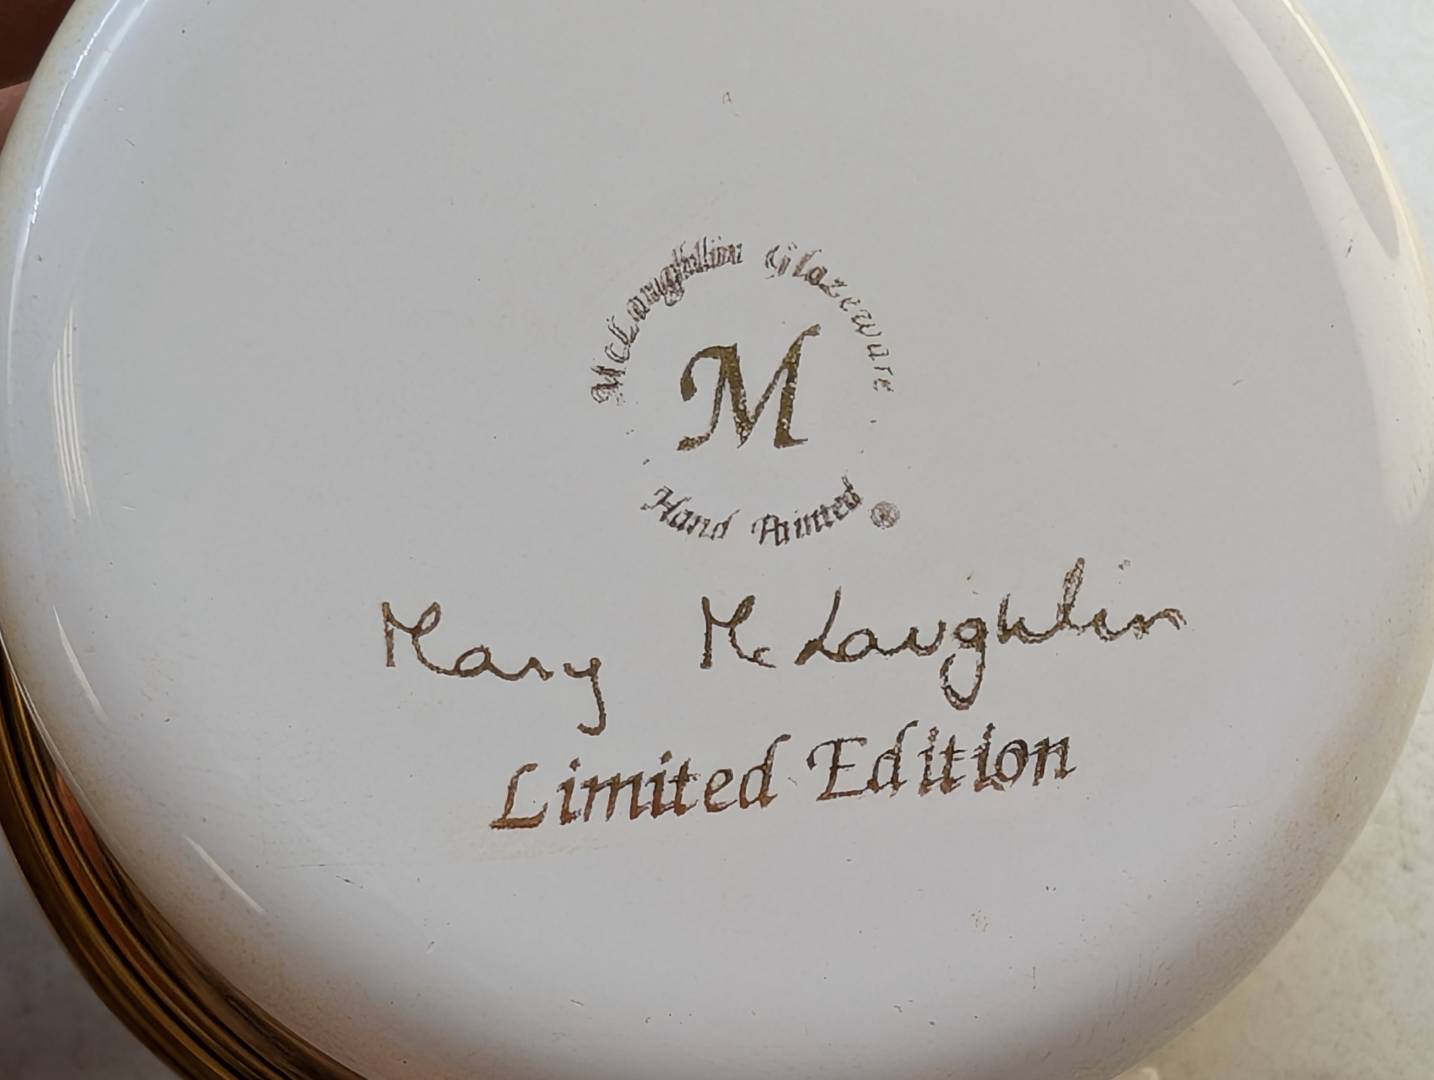 McLaughlin Glazeware
M
Hand Painted ®
Mary McLaughlin
Limited Edition